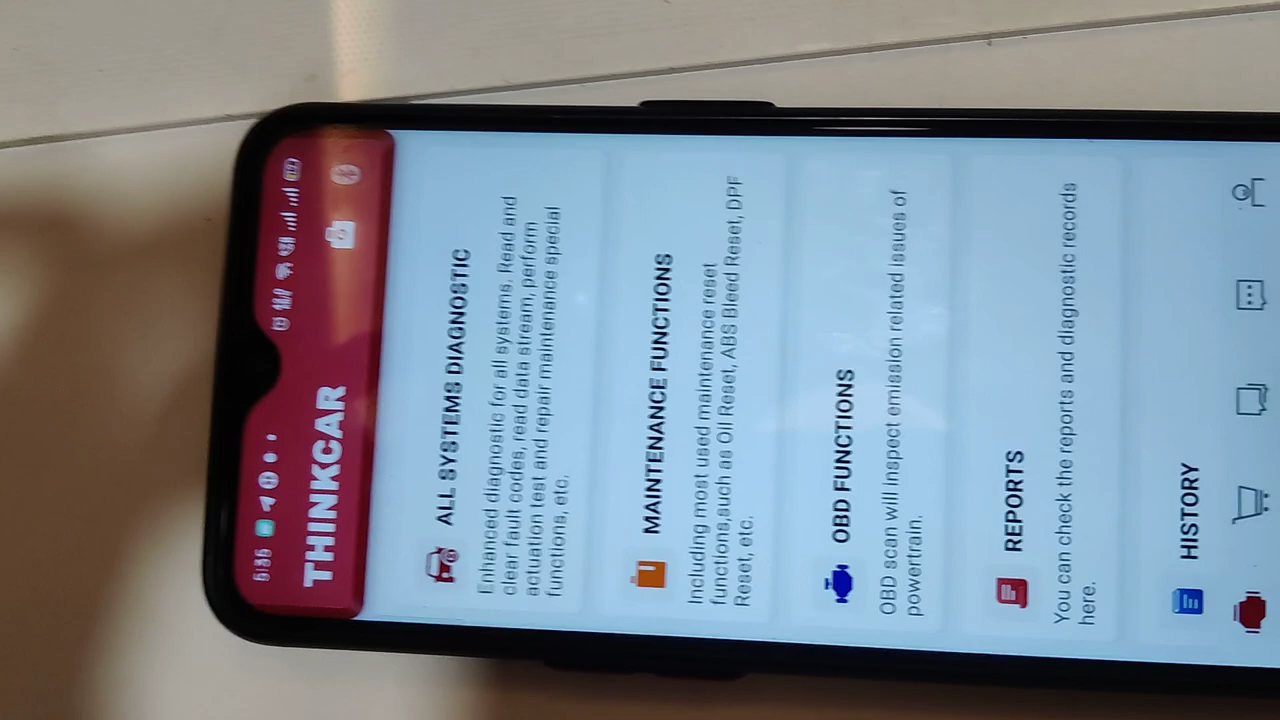 5:35
THINKCAR
ALL SYSTEMS DIAGNOSTIC
Enhanced diagnostic for all systems. Read and
clear fault codes, read data stream, perform
actuation test and repair maintenance special
functions, etc.
MAINTENANCE FUNCTIONS
Including most used maintenance reset
functions,such as Oil Reset, ABS Bleed Reset, DPF
Reset, etc.
OBD FUNCTIONS
OBD scan will inspect emission related issues of
powertrain.
REPORTS
You can check the reports and diagnostic records
here.
HISTORY